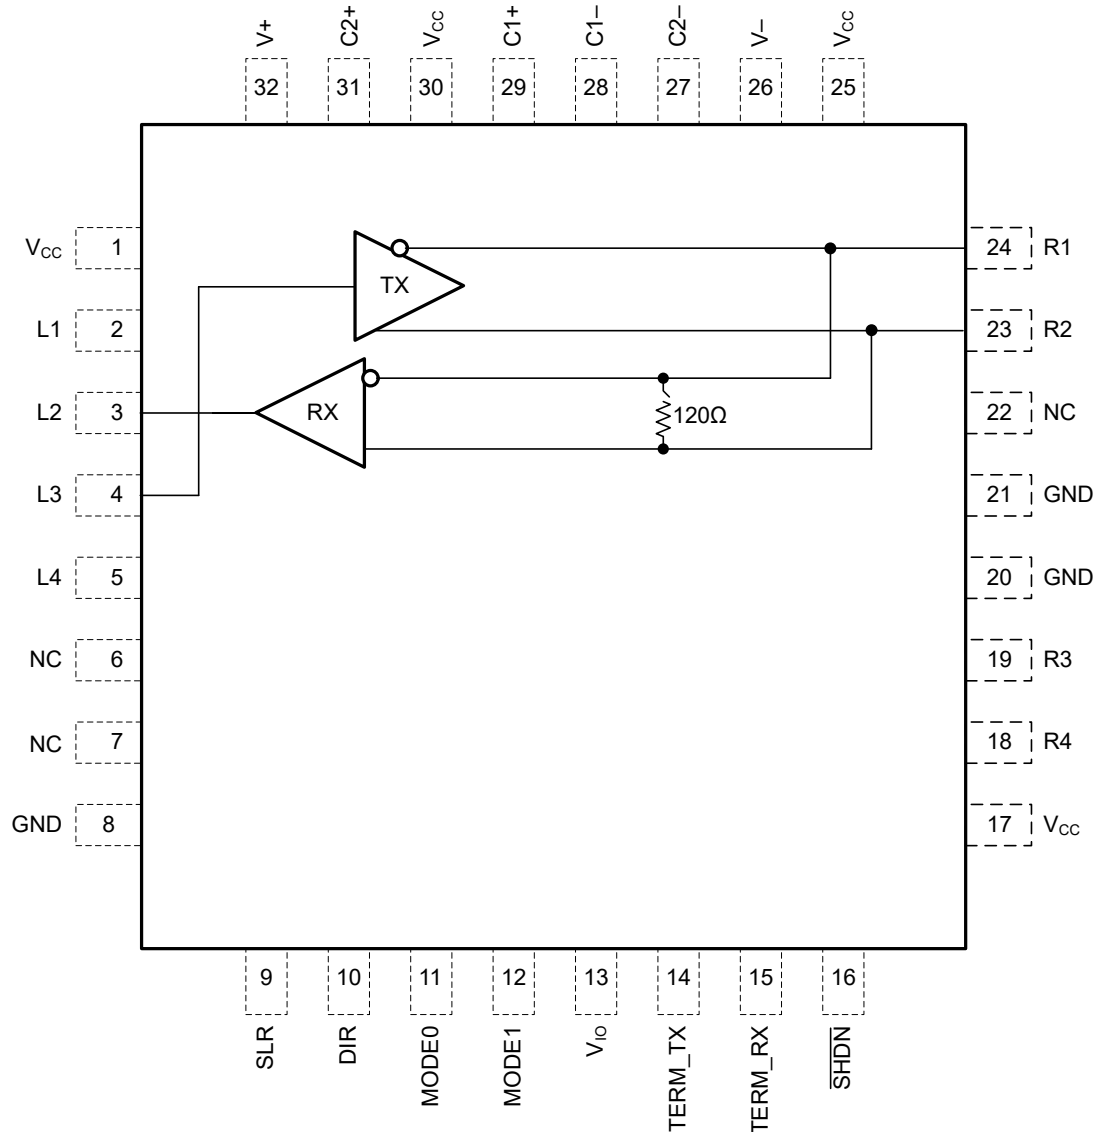 V+ C2+ VCC C1+ C1– C2– V– VCC
32 31 30 29 28 27 26 25
VCC 1 24 R1
TX
L1 2 23 R2
L2 3 RX 120Ω 22 NC
L3 4 21 GND
L4 5 20 GND
NC 6 19 R3
NC 7 18 R4
GND 8 17 VCC
9 10 11 12 13 14 15 16
SLR DIR MODE0 MODE1 VIO TERM_TX TERM_RX SHDN